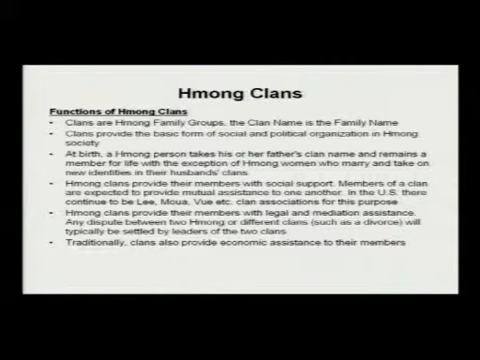 Hmong Clans
Functions of Hmong Clans
• Clans are Hmong Family Groups, the Clan Name is the Family Name
• Clans provide the basic form of social and political organization in Hmong
society
• At birth, a Hmong person takes his or her father's clan name and remains a
member for life with the exception of Hmong women who marry and take on
new identities in their husbands' clans
• Hmong clans provide their members with social support. Members of a clan
are expected to provide mutual assistance to one another. In the U.S. there
continue to be Lee, Moua, Vue etc. clan associations for this purpose
• Hmong clans provide their members with legal and mediation assistance.
Any dispute between two Hmong or different clans (such as a divorce) will
typically be settled by leaders of the two clans
• Traditionally, clans also provide economic assistance to their members